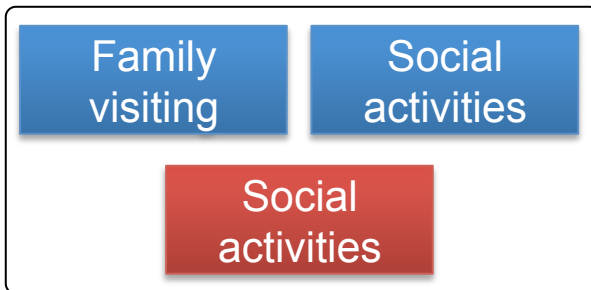 Family
visiting
Social
activities
Social
activities